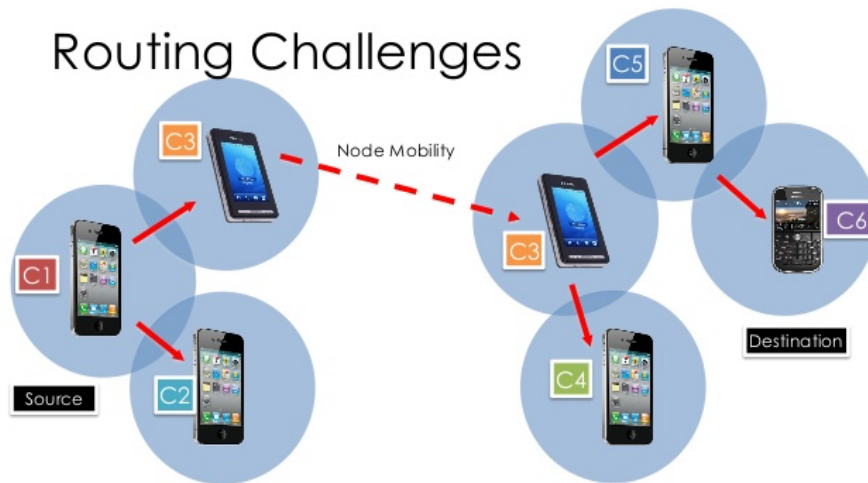 Routing Challenges
C5
C3
Node Mobility
C6
C3
C1
Destination
C4
C2
Source